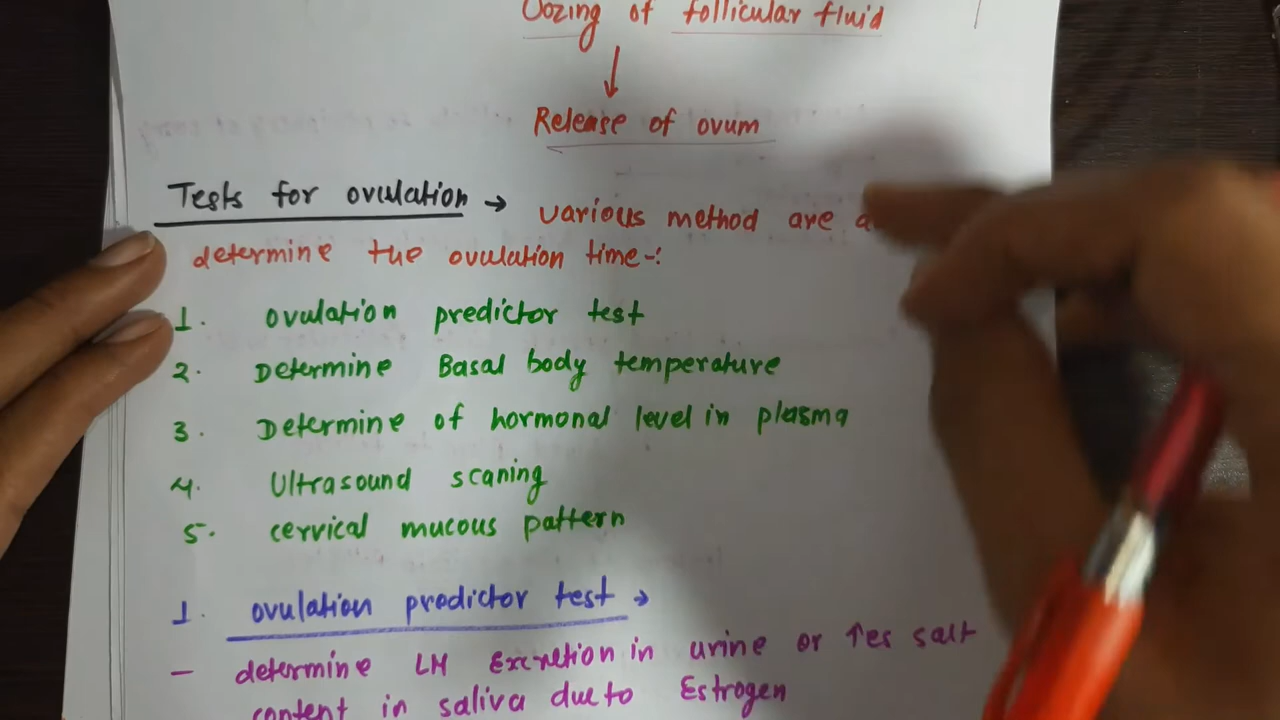 Oozing of follicular fluid
Release of ovum
Tests for ovulation → various method are
determine the ovulation time-:
1. ovulation predictor test
2. Determine Basal body temperature
3. Determine of hormonal level in plasma
4. Ultrasound scaning
5. cervical mucous pattern
1. ovulation predictor test →
- determine LH Excretion in urine or ↑es salt
content in saliva due to Estrogen